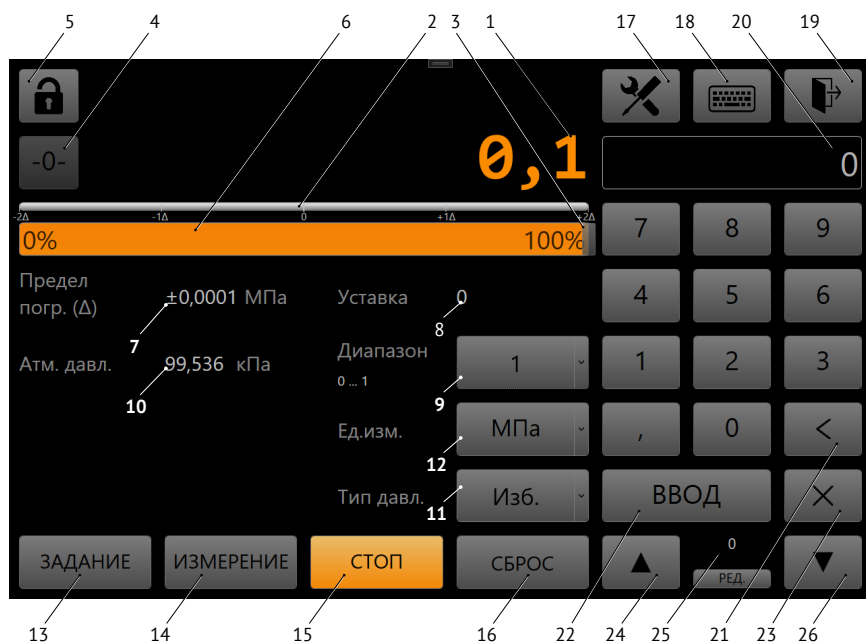 5 4 6 2 3 1 17 18 20 19
-0-
0,1
0
-2Δ -1Δ 0 +1Δ +2Δ
0% 100%
7 8 9
Предел
погр. (Δ)
±0,0001 МПа
7
Уставка
0
8
4 5 6
Атм. давл.
99,536 кПа
10
Диапазон
0 ... 1
1
9
1 2 3
Ед.изм.
МПа
12
, 0 <
Тип давл.
11
Изб.
ВВОД
ЗАДАНИЕ ИЗМЕРЕНИЕ СТОП СБРОС
▲
0
РЕД.
▼
13 14 15 16 22 24 25 21 23 26